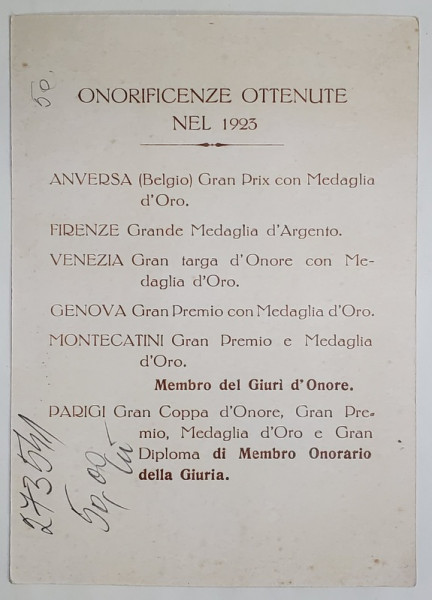 50.
ONORIFICENZE OTTENUTE
NEL 1923
ANVERSA (Belgio) Gran Prix con Medaglia
d'Oro.
FIRENZE Grande Medaglia d'Argento.
VENEZIA Gran targa d'Onore con Me-
daglia d'Oro.
GENOVA Gran Premio con Medaglia d'Oro.
MONTECATINI Gran Premio e Medaglia
d'Oro.
Membro del Giurì d'Onore.
PARIGI Gran Coppa d'Onore, Gran Pre-
mio, Medaglia d'Oro e Gran
Diploma di Membro Onorario
della Giuria.
50,00